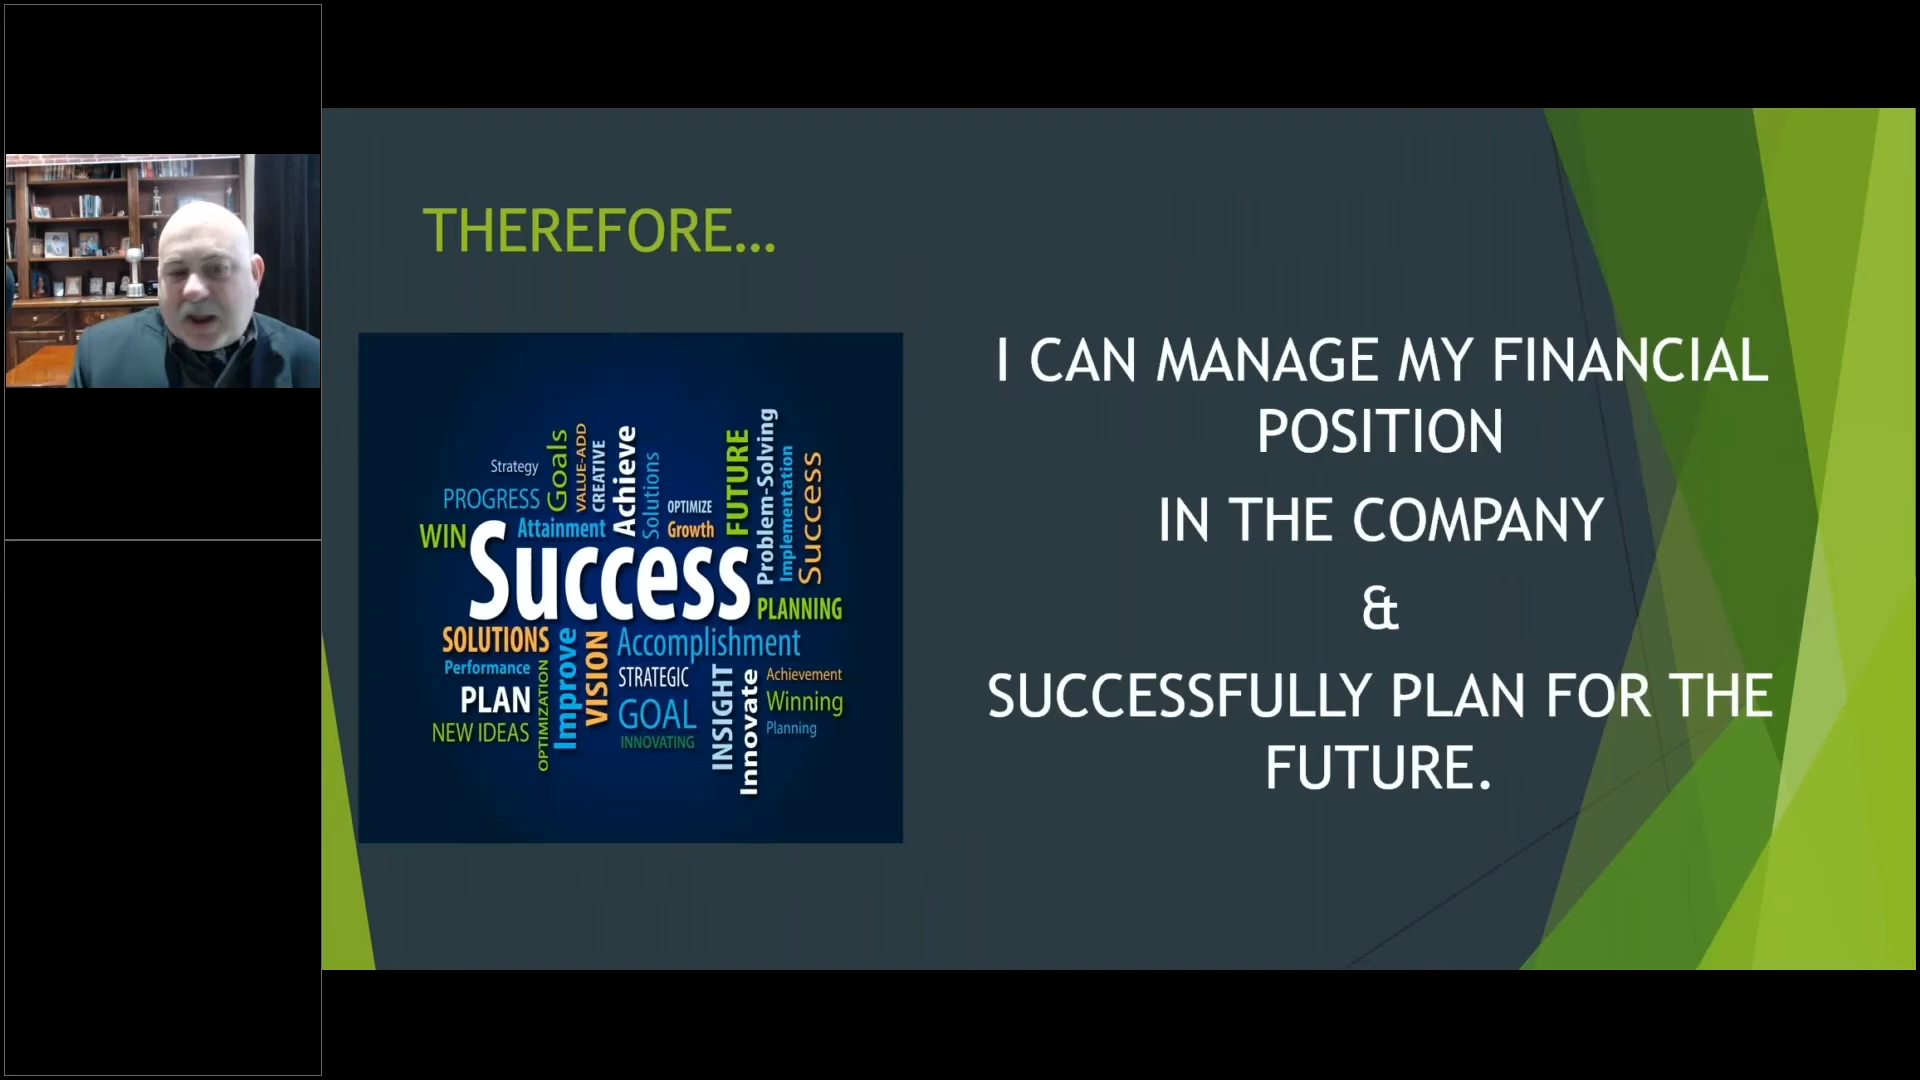 THEREFORE...
I CAN MANAGE MY FINANCIAL
POSITION
IN THE COMPANY
&
SUCCESSFULLY PLAN FOR THE
FUTURE.
Strategy
PROGRESS
WIN
Goals
VALUE-ADD
CREATIVE
Achieve
Solutions
Attainment
OPTIMIZE
Growth
FUTURE
Problem-Solving
Implementation
Success
Success
PLANNING
SOLUTIONS
Performance
PLAN
NEW IDEAS
OPTIMIZATION
Improve
VISION
Accomplishment
STRATEGIC
GOAL
INNOVATING
INSIGHT
Innovate
Achievement
Winning
Planning